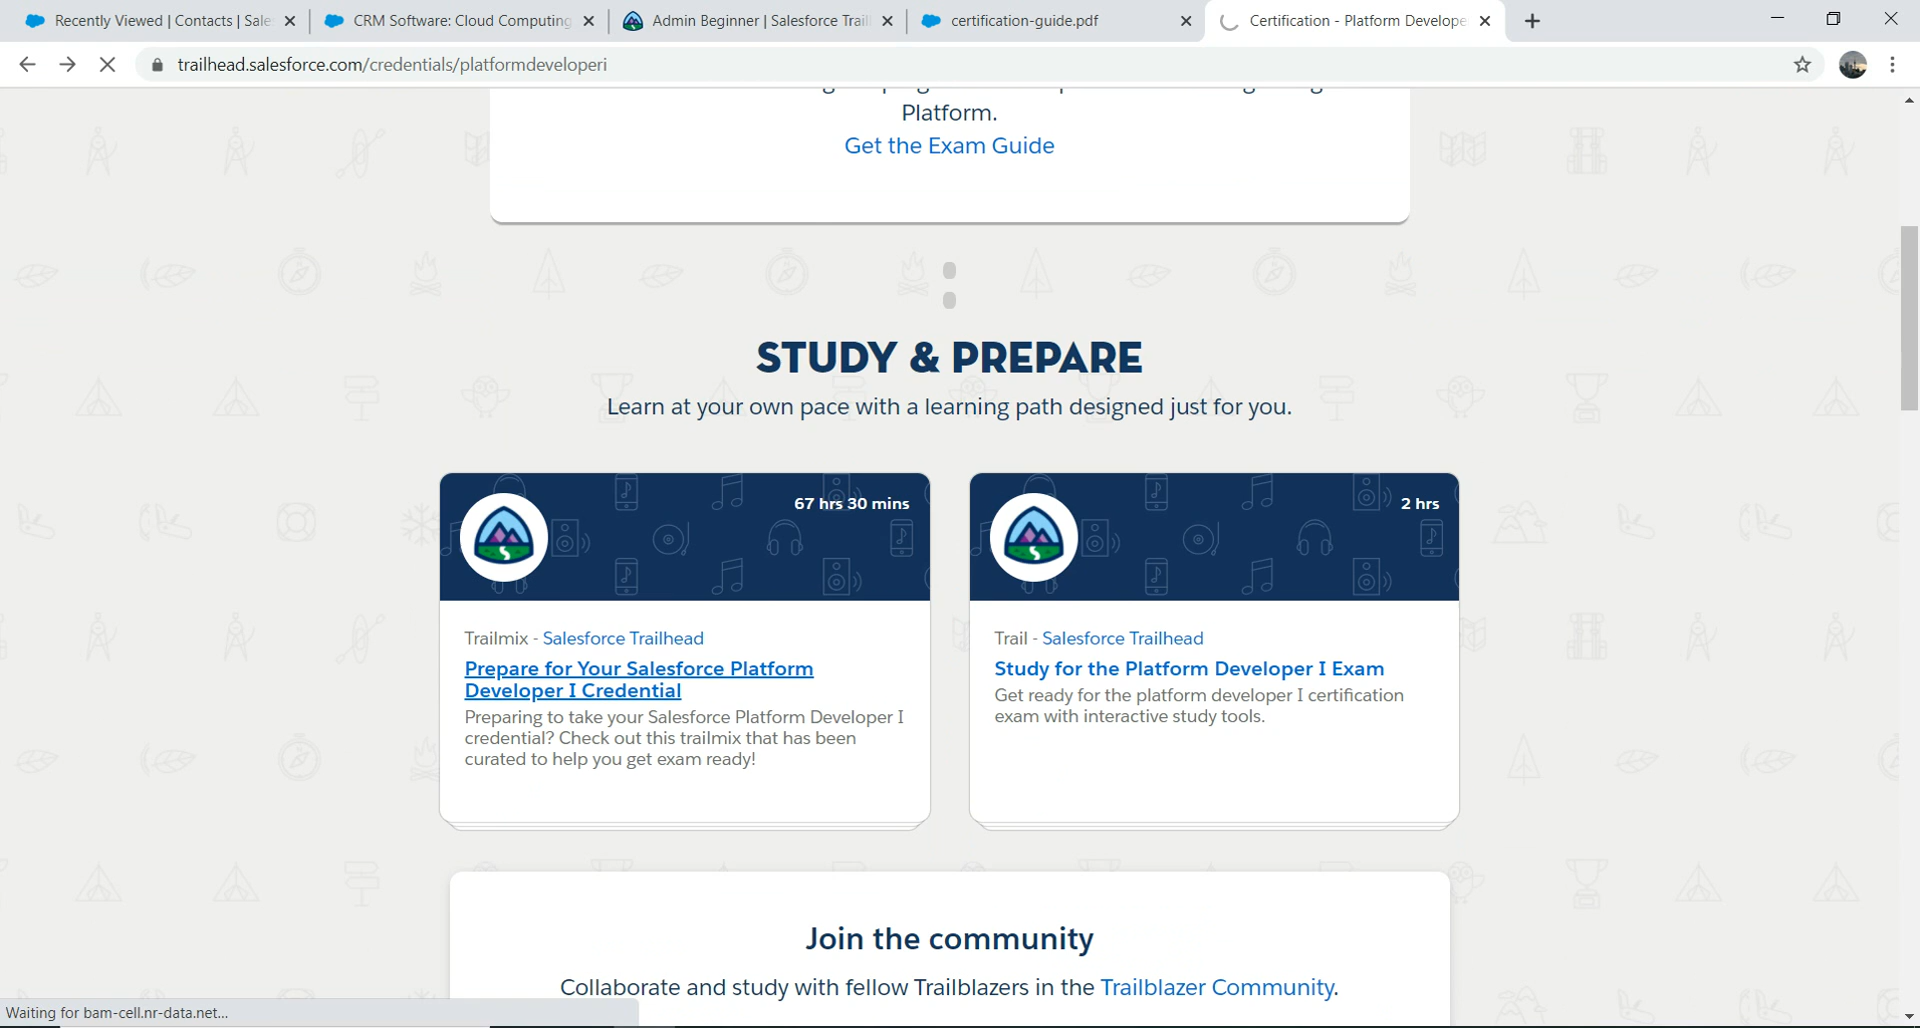 Recently Viewed | Contacts | Sale
CRM Software: Cloud Computing
Admin Beginner | Salesforce Trail
certification-guide.pdf
Certification - Platform Develope
trailhead.salesforce.com/credentials/platformdeveloperi
Platform.
Get the Exam Guide
STUDY & PREPARE
Learn at your own pace with a learning path designed just for you.
67 hrs 30 mins
Trailmix - Salesforce Trailhead
Prepare for Your Salesforce Platform
Developer I Credential
Preparing to take your Salesforce Platform Developer I
credential? Check out this trailmix that has been
curated to help you get exam ready!
2 hrs
Trail - Salesforce Trailhead
Study for the Platform Developer I Exam
Get ready for the platform developer I certification
exam with interactive study tools.
Join the community
Collaborate and study with fellow Trailblazers in the Trailblazer Community.
Waiting for bam-cell.nr-data.net...